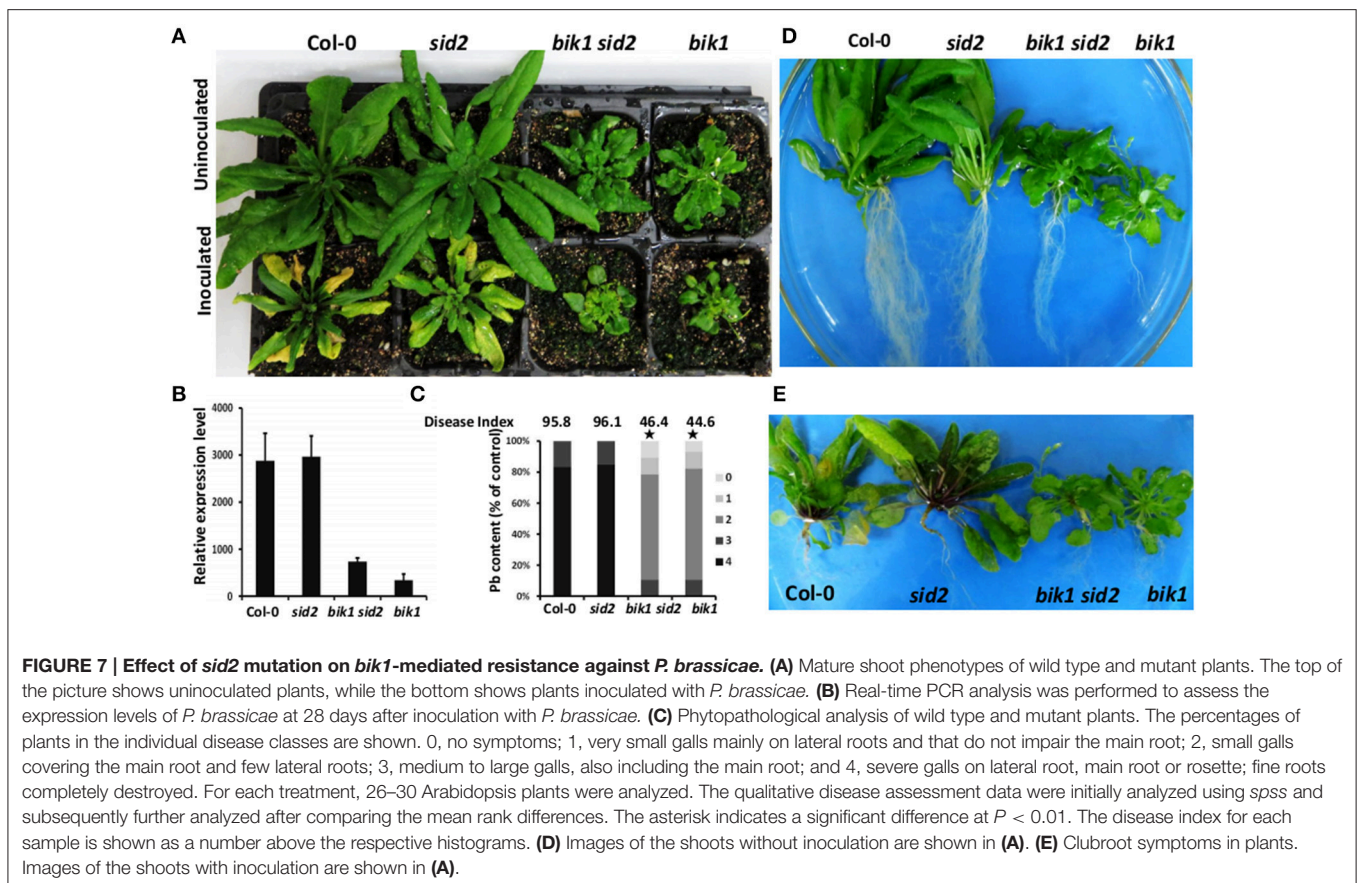 A
Col-0 sid2 bik1 sid2 bik1
Uninoculated
Inoculated
D
Col-0 sid2 bik1 sid2 bik1
B
Relative expression level
4000
3000
2000
1000
0
Col-0 sid2 bik1 sid2 bik1
C
Disease Index 95.8 96.1 46.4 44.6
★ ★
Pb content (% of control)
100%
80%
60%
40%
20%
0%
Col-0 sid2 bik1 sid2 bik1
0
1
2
3
4
E
Col-0 sid2 bik1 sid2 bik1
FIGURE 7 | Effect of sid2 mutation on bik1-mediated resistance against P. brassicae. (A) Mature shoot phenotypes of wild type and mutant plants. The top of
the picture shows uninoculated plants, while the bottom shows plants inoculated with P. brassicae. (B) Real-time PCR analysis was performed to assess the
expression levels of P. brassicae at 28 days after inoculation with P. brassicae. (C) Phytopathological analysis of wild type and mutant plants. The percentages of
plants in the individual disease classes are shown. 0, no symptoms; 1, very small galls mainly on lateral roots and that do not impair the main root; 2, small galls
covering the main root and few lateral roots; 3, medium to large galls, also including the main root; and 4, severe galls on lateral root, main root or rosette; fine roots
completely destroyed. For each treatment, 26–30 Arabidopsis plants were analyzed. The qualitative disease assessment data were initially analyzed using spss and
subsequently further analyzed after comparing the mean rank differences. The asterisk indicates a significant difference at P < 0.01. The disease index for each
sample is shown as a number above the respective histograms. (D) Images of the shoots without inoculation are shown in (A). (E) Clubroot symptoms in plants.
Images of the shoots with inoculation are shown in (A).